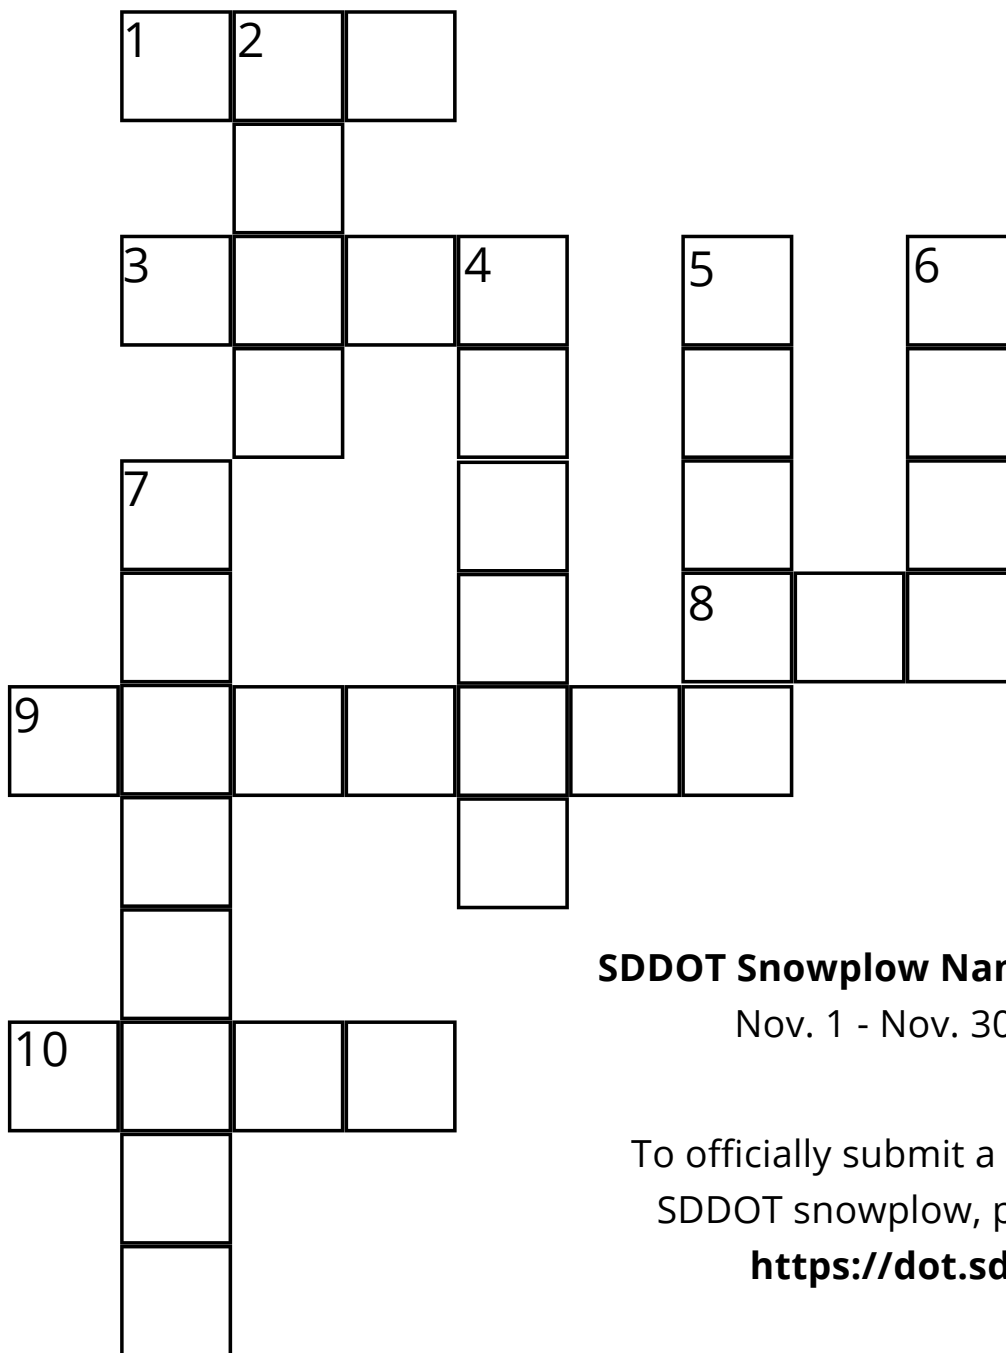 1 2
3 4 5 6
7
8
9
SDDOT Snowplow
Nov. 1 - Nov. 30
10
To officially submit a
SDDOT snowplow,
https://dot.sd